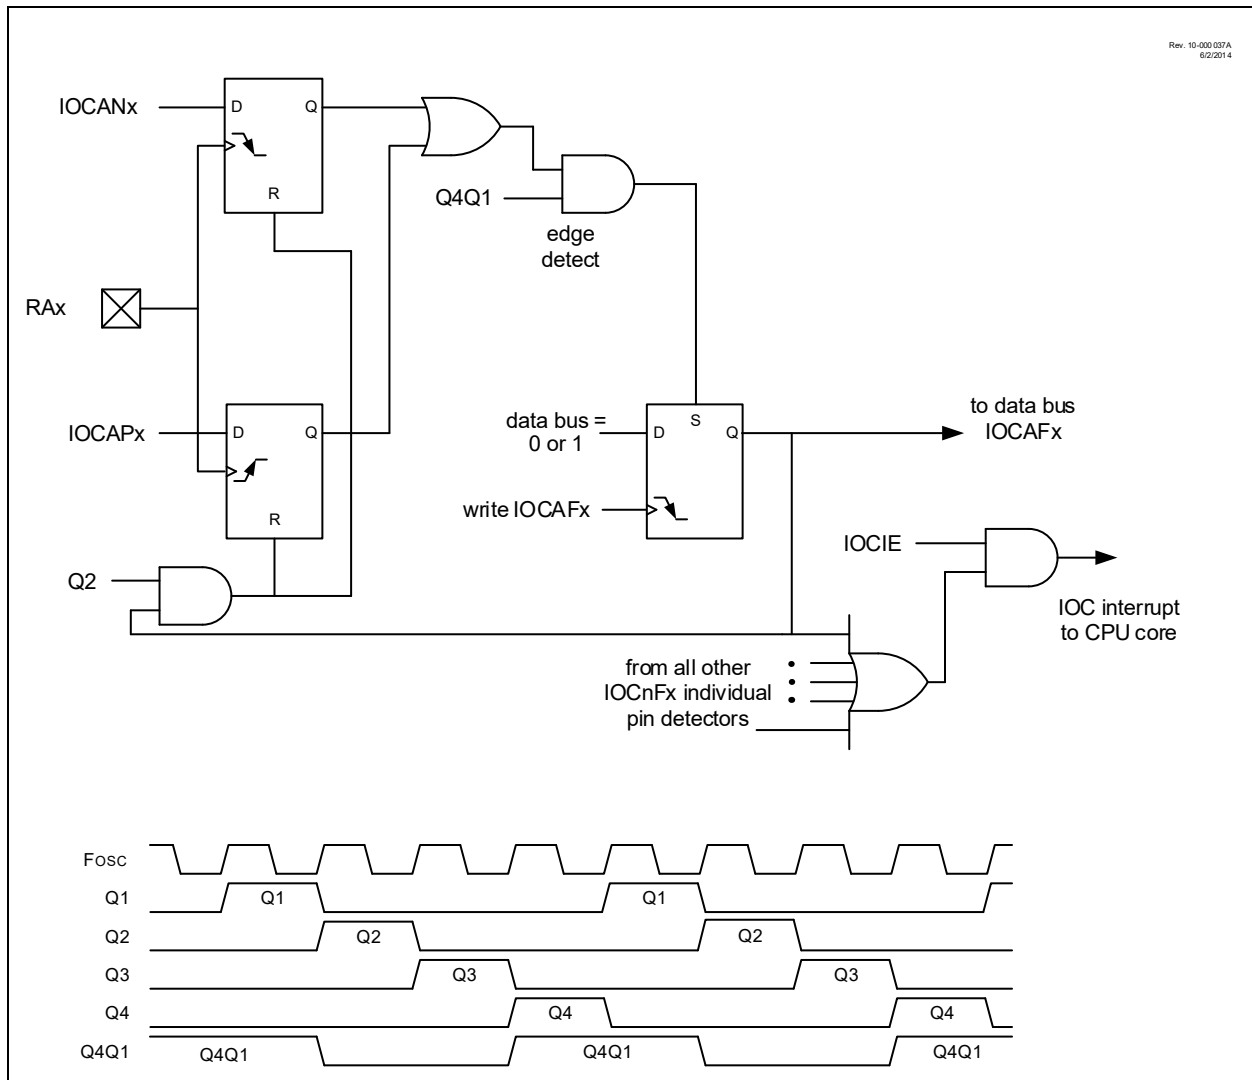 Rev. 10-000037A
6/2/2014
IOCANx
D
Q
R
Q4Q1
edge
detect
RAx
IOCAPx
D
Q
R
data bus =
0 or 1
S
D
Q
to data bus
IOCAFx
write IOCAFx
IOCIE
Q2
IOC interrupt
to CPU core
from all other
IOCnFx individual
pin detectors
Fosc
Q1
Q1
Q1
Q2
Q2
Q2
Q3
Q3
Q3
Q4
Q4
Q4
Q4Q1
Q4Q1
Q4Q1
Q4Q1